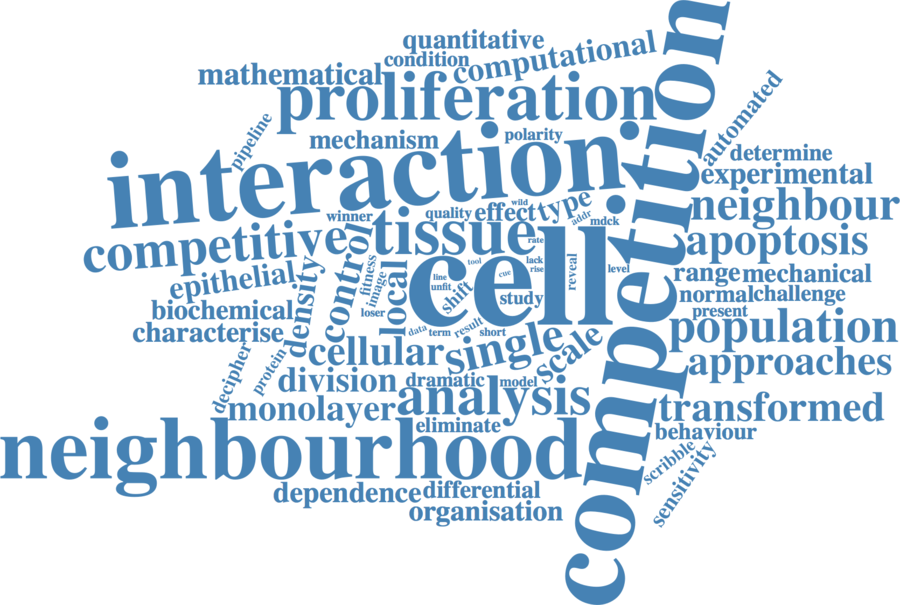 quantitative
condition
computational
mathematical
proliferation
competition
automated
pipeline
mechanism
polarity
interaction
determine
experimental
wild
winner
quality
effect
type
addr
mdck
neighbour
competitive
control
tissue
rate
apoptosis
epithelial
density
fitness
image
local
line
unfit
tool
cue
lack
rise
cell
reveal
level
range
mechanical
shift
study
normal
challenge
biochemical
loser
present
characterise
data
term
result
short
population
decipher
protein
cellular
single
scale
approaches
division
dramatic
model
monolayer
analysis
transformed
eliminate
behaviour
neighbourhood
scribble
sensitivity
dependence
differential
organisation